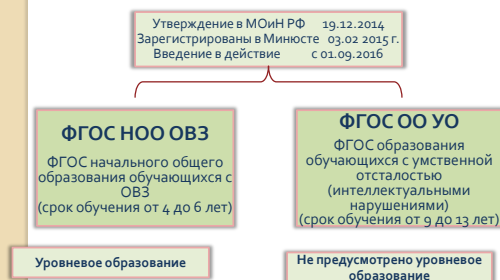 Утверждение в МОиН РФ 19.12.2014
Зарегистрированы в Минюсте 03.02 2015 г.
Введение в действие с 01.09.2016
ФГОС НОО ОВЗ
ФГОС начального общего
образования обучающихся с
ОВЗ
(срок обучения от 4 до 6 лет)
ФГОС ОО УО
ФГОС образования
обучающихся с умственной
отсталостью
(интеллектуальными
нарушениями)
(срок обучения от 9 до 13 лет)
Уровневое образование
Не предусмотрено уровневое
образование